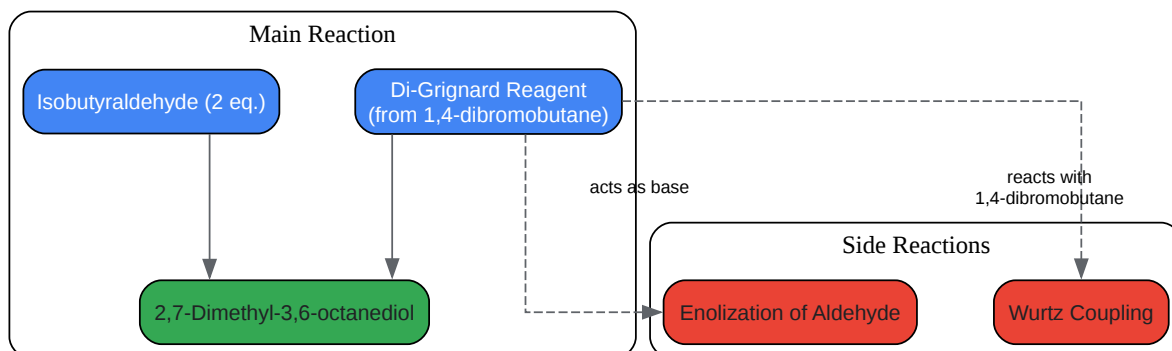 Main Reaction
Isobutyraldehyde (2 eq.)
Di-Grignard Reagent
(from 1,4-dibromobutane)
acts as base
reacts with
1,4-dibromobutane
Side Reactions
2,7-Dimethyl-3,6-octanediol
Enolization of Aldehyde
Wurtz Coupling